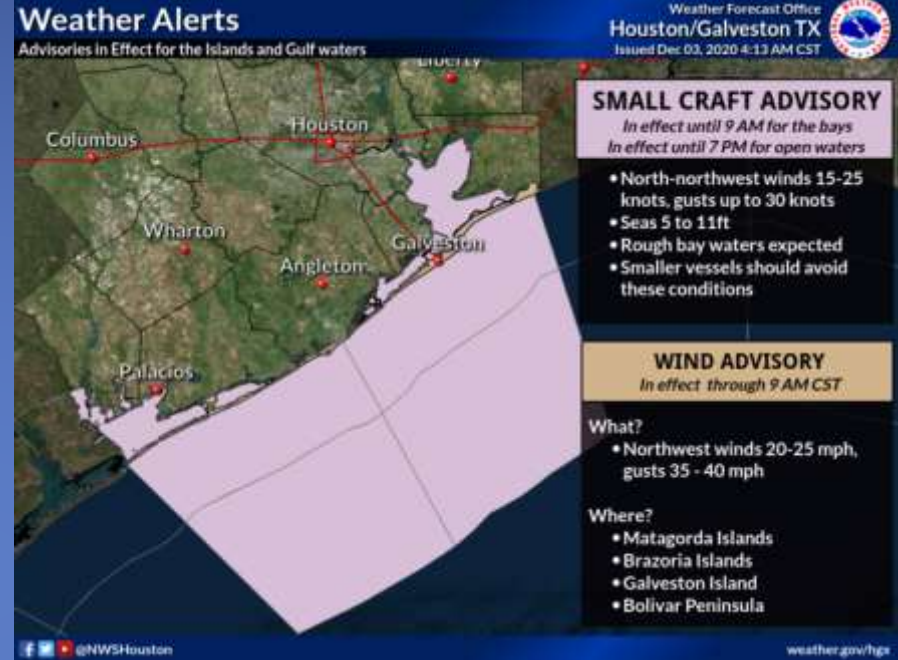 Weather Alerts
Advisories in Effect for the Islands and Gulf waters
Weather Forecast Office
Houston/Galveston TX
Issued Dec 03, 2020 4:13 AM CST
Liberty
Columbus
Houston
Wharton
Galveston
Angleton
Palacios
SMALL CRAFT ADVISORY
In effect until 9 AM for the bays
In effect until 7 PM for open waters
•North-northwest winds 15-25
knots, gusts up to 30 knots
•Seas 5 to 11ft
•Rough bay waters expected
•Smaller vessels should avoid
these conditions
WIND ADVISORY
In effect through 9 AM CST
What?
•Northwest winds 20-25 mph,
gusts 35 - 40 mph
Where?
•Matagorda Islands
•Brazoria Islands
•Galveston Island
•Bolivar Peninsula
@NWSHouston
weather.gov/hgx